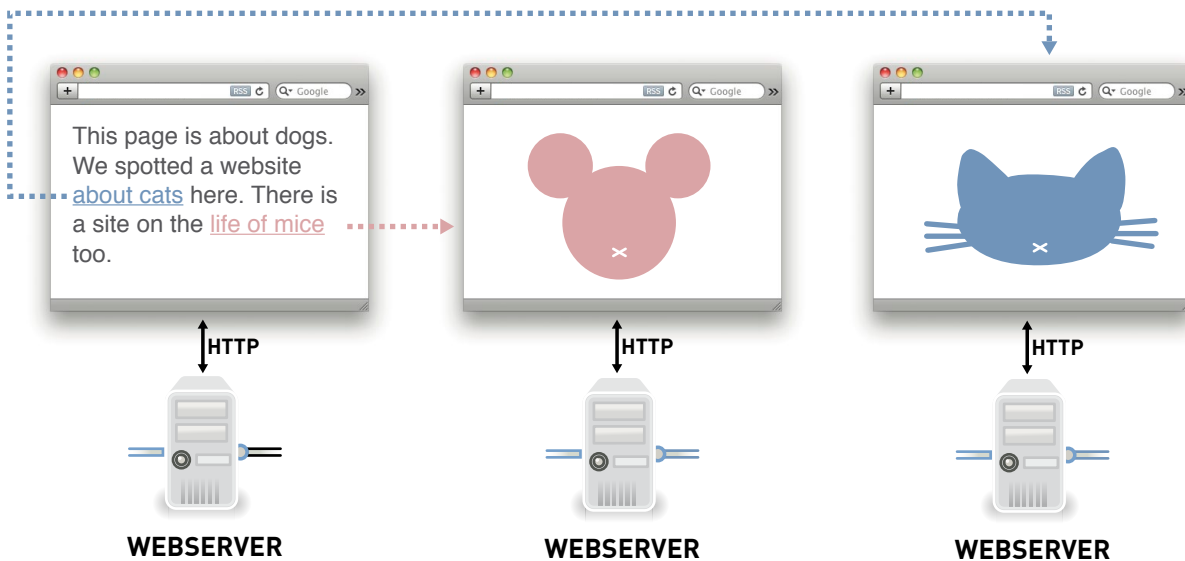 RSS
Google
RSS
Google
RSS
Google
This page is about dogs.
We spotted a website
about cats here. There is
a site on the life of mice
too.
HTTP
HTTP
HTTP
WEBSERVER
WEBSERVER
WEBSERVER